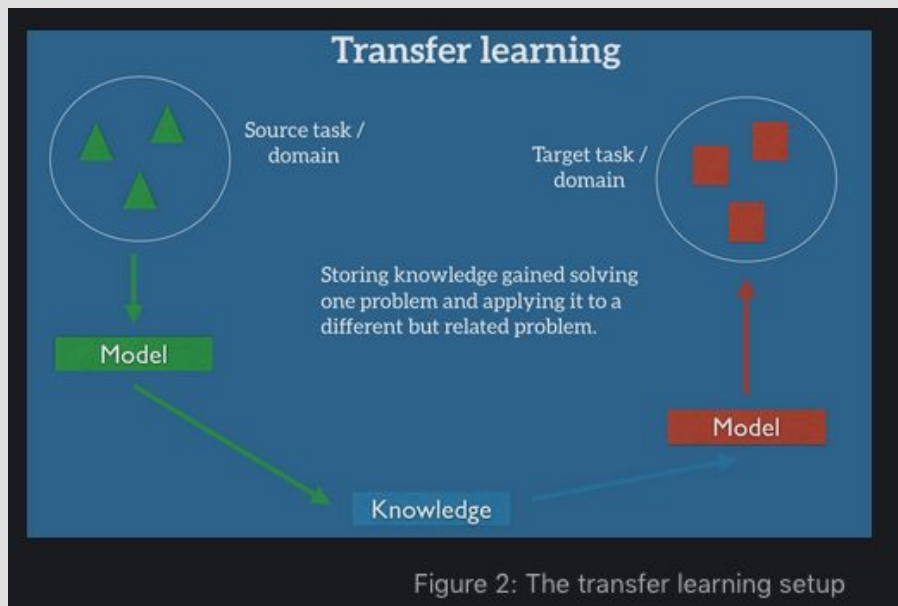 Transfer learning
Source task /
domain
Target task /
domain
Storing knowledge gained solving
one problem and applying it to a
different but related problem.
Model
Model
Knowledge
Figure 2: The transfer learning setup